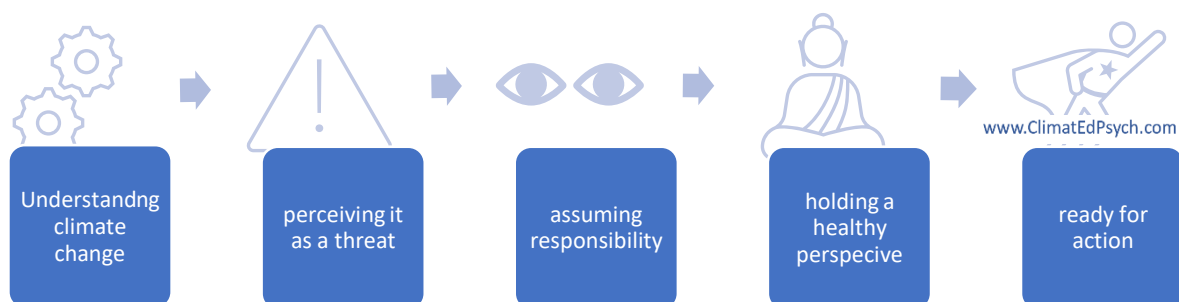 www.ClimatEdPsych.com
Understandng
climate
change
perceiving it
as a threat
assuming
responsibility
holding a
healthy
perspecive
ready for
action